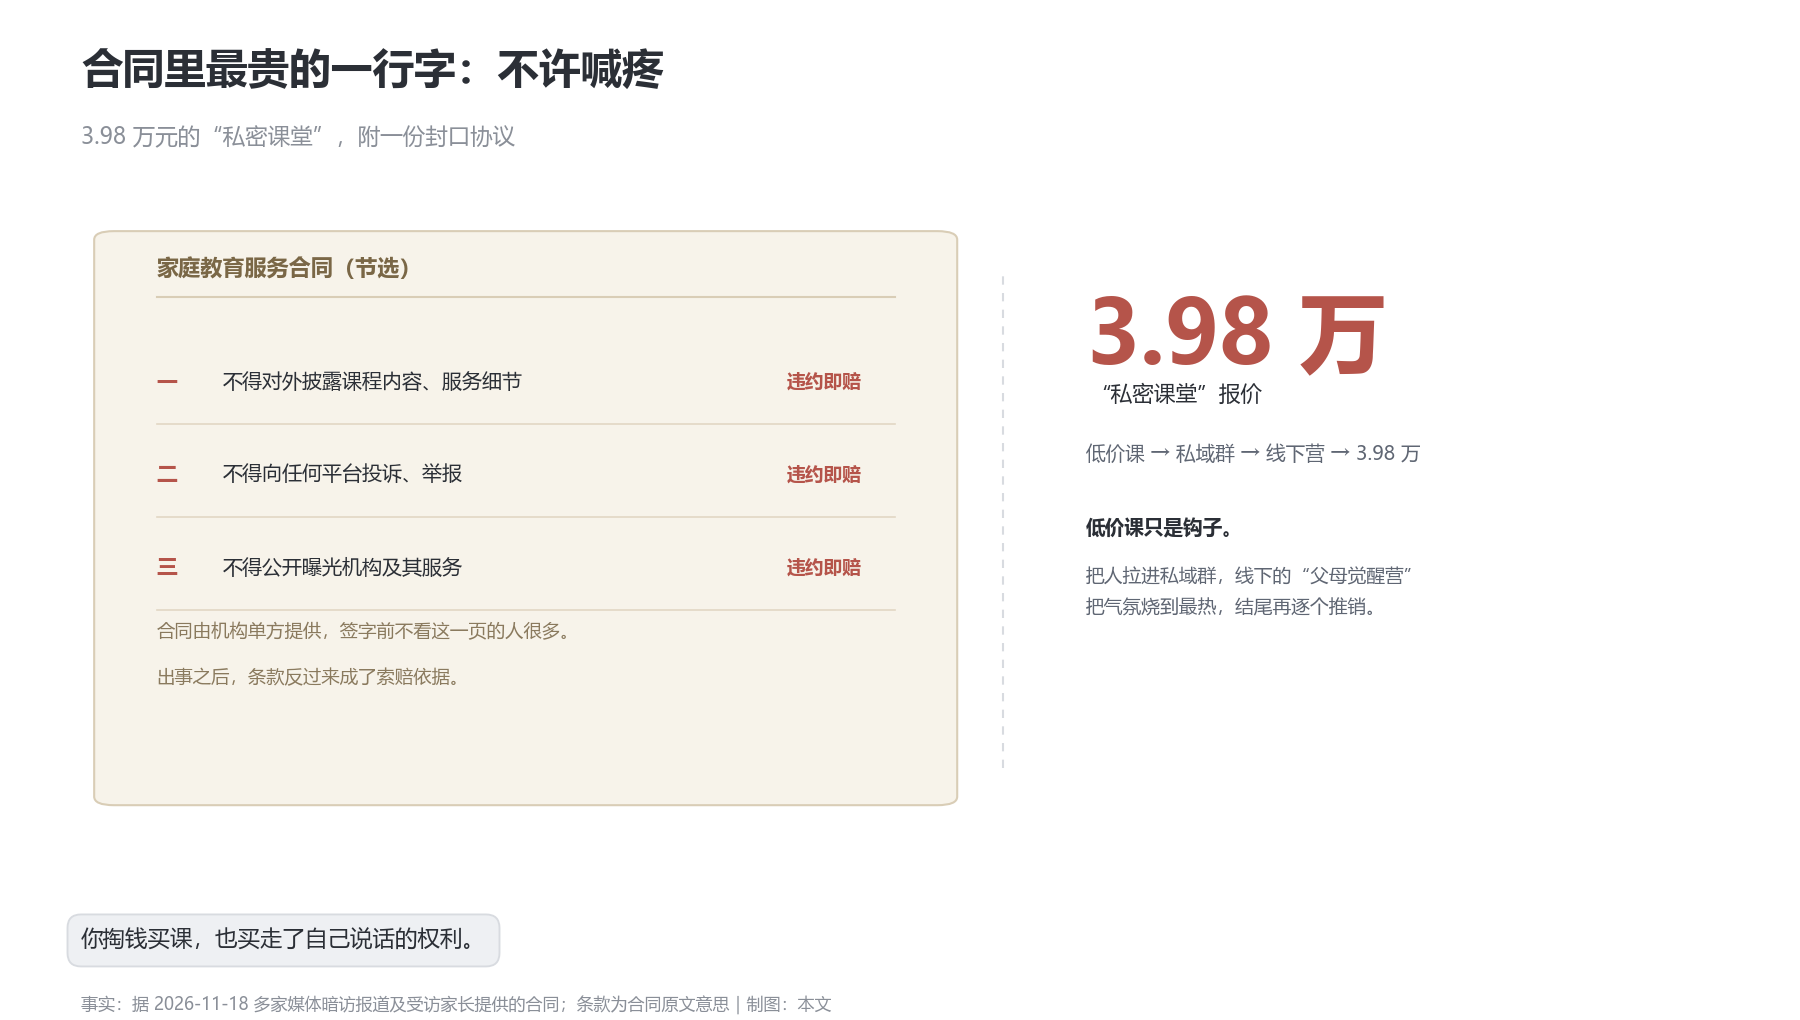 合同里最贵的一行字：不许喊疼
3.98 万元的“私密课堂”，附一份封口协议
家庭教育服务合同（节选）
一 不得对外披露课程内容、服务细节 违约即赔
二 不得向任何平台投诉、举报 违约即赔
三 不得公开曝光机构及其服务 违约即赔
合同由机构单方提供，签字前不看这一页的人很多。
出事之后，条款反过来成了索赔依据。
3.98 万
“私密课堂”报价
低价课 → 私域群 → 线下营 → 3.98 万
低价课只是钩子。
把人拉进私域群，线下的“父母觉醒营”
把气氛烧到最热，结尾再逐个推销。
你掏钱买课，也买走了自己说话的权利。
事实：据 2026-11-18 多家媒体暗访报道及受访家长提供的合同；条款为合同原文意思 | 制图：本文